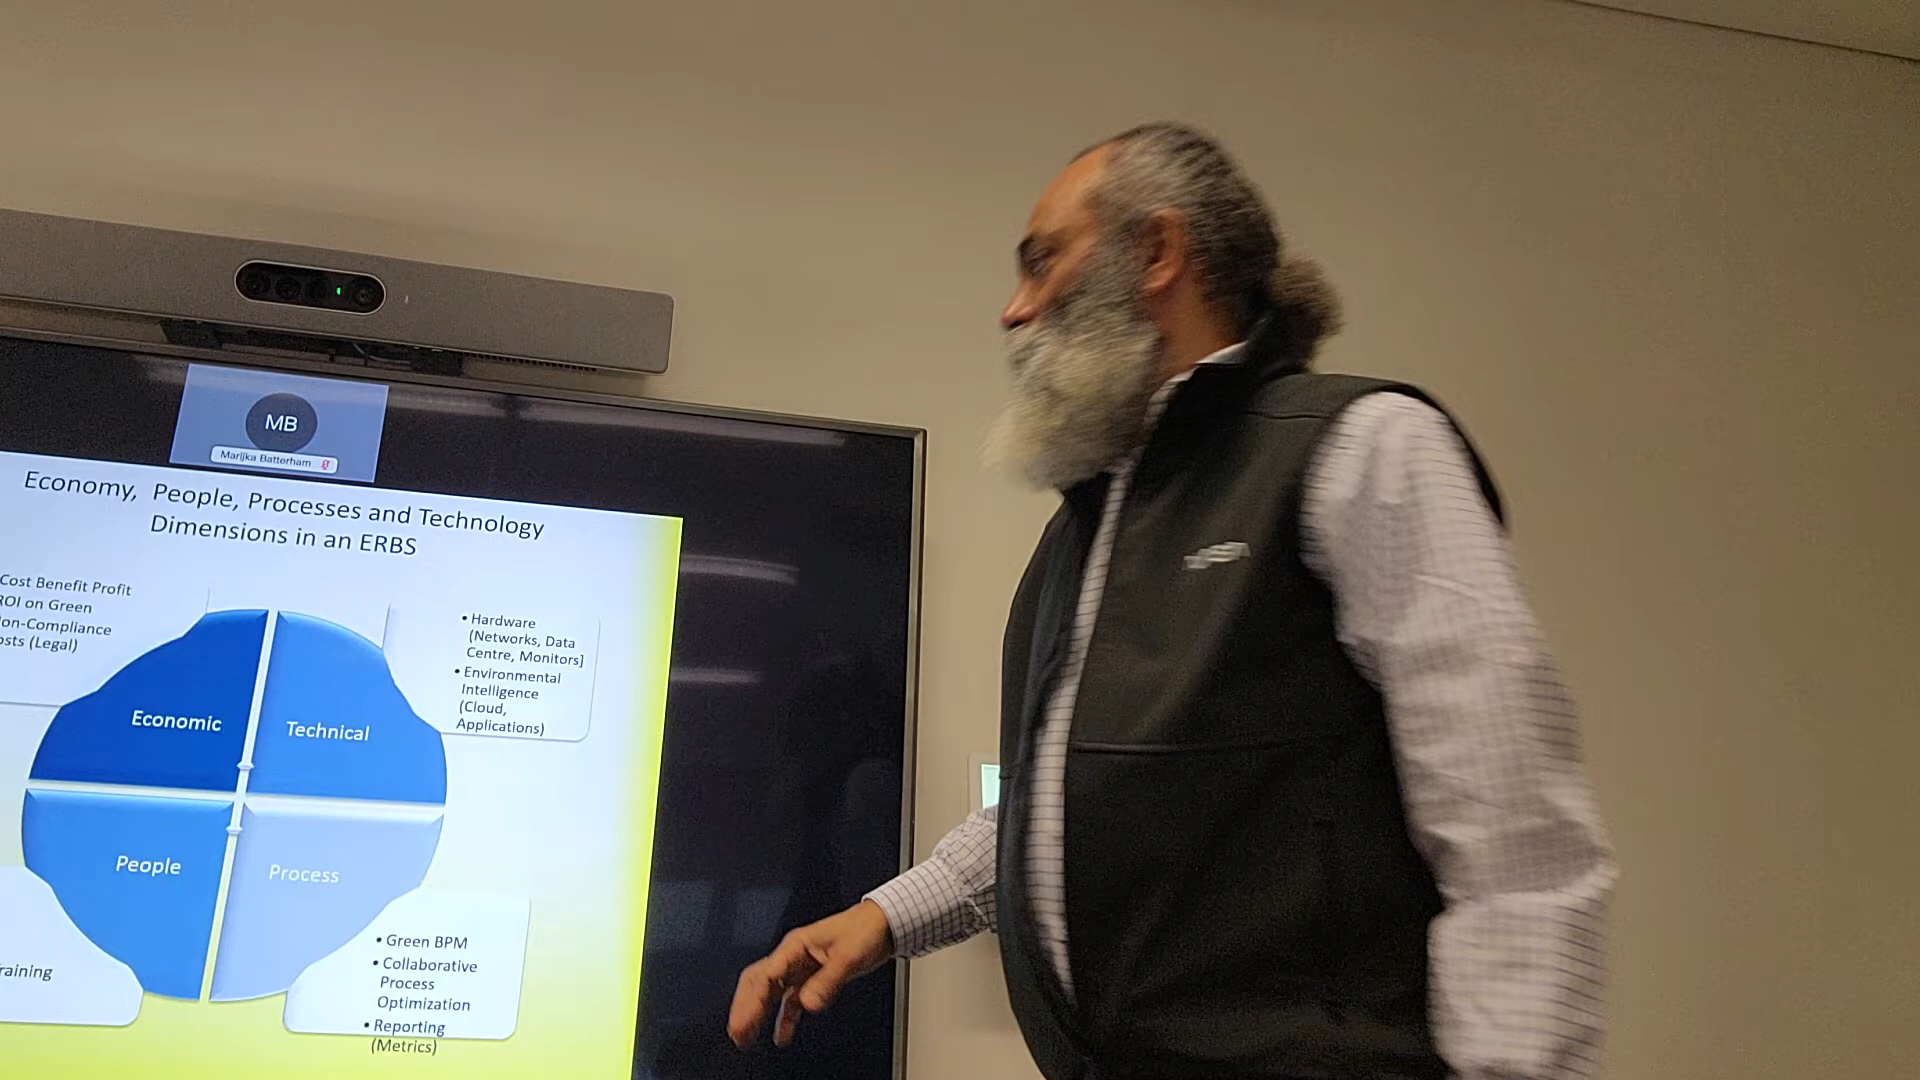 MB
Marijka Batterham
Economy, People, Processes and Technology
Dimensions in an ERBS
Cost Benefit Profit
ROI on Green
on-Compliance
osts (Legal)
• Hardware
(Networks, Data
Centre, Monitors]
• Environmental
Intelligence
(Cloud,
Applications)
Economic
Technical
People
Process
raining
• Green BPM
• Collaborative
Process
Optimization
• Reporting
(Metrics)